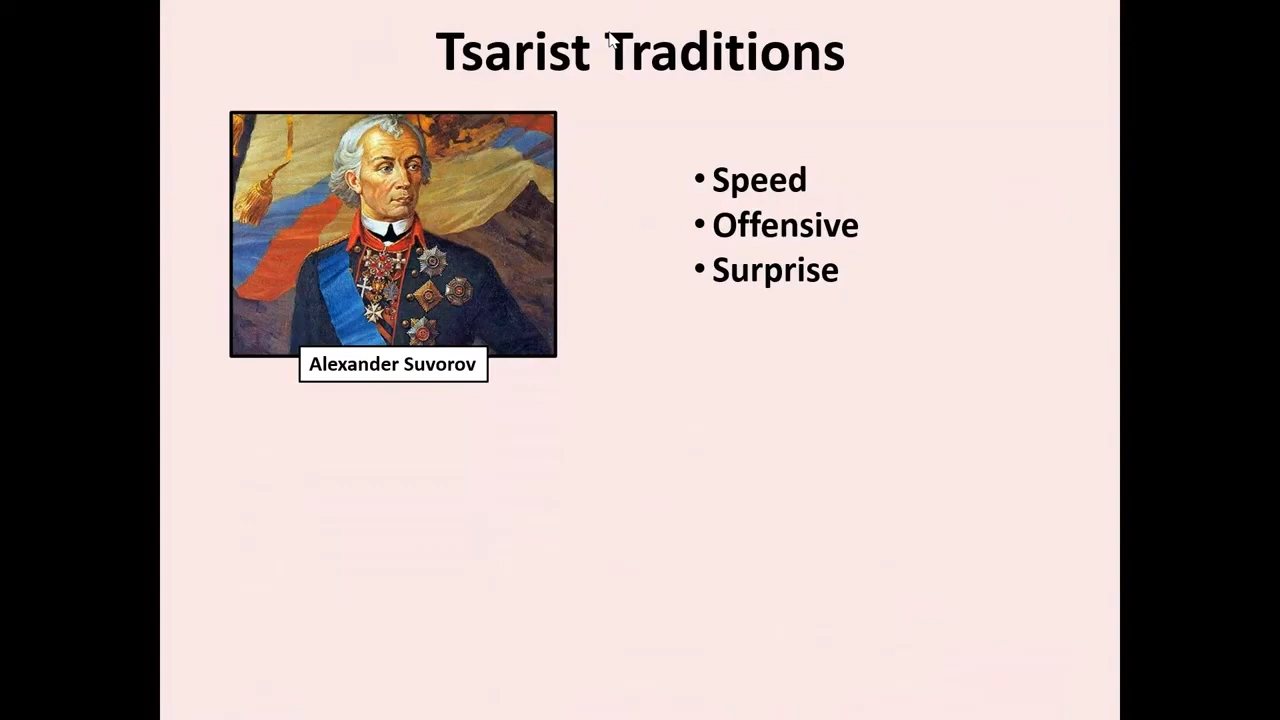 Tsarist Traditions
• Speed
• Offensive
• Surprise
Alexander Suvorov